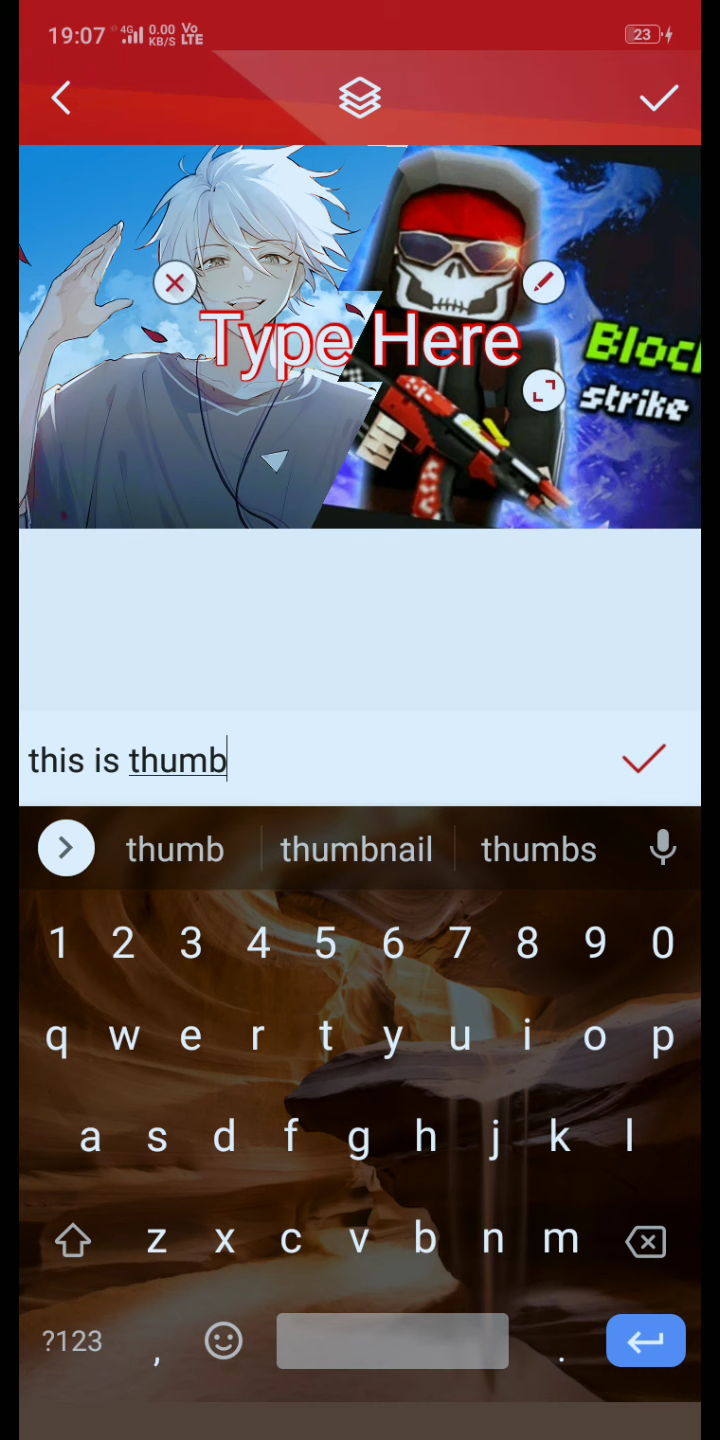 19:07 4G 0.00 KB/S Vo LTE 23
Type Here
Block
strike
this is thumb
thumb thumbnail thumbs
1 2 3 4 5 6 7 8 9 0
q w e r t y u i o p
a s d f g h j k l
z x c v b n m
?123 , .